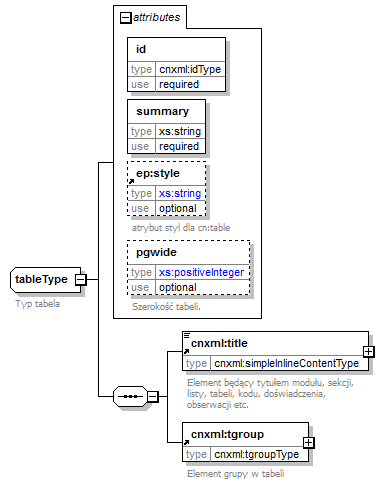 attributes
id
type cnxml:idType
use required
summary
type xs:string
use required
ep:style
type xs:string
use optional
atrybut styl dla cn:table
pgwide
type xs:positiveInteger
use optional
Szerokość tabeli.
tableType
Typ tabela
cnxml:title
type cnxml:simpleInlineContentType
Element będący tytułem modułu, sekcji,
listy, tabeli, kodu, doświadczenia,
obserwacji etc.
cnxml:tgroup
type cnxml:tgroupType
Element grupy w tabeli